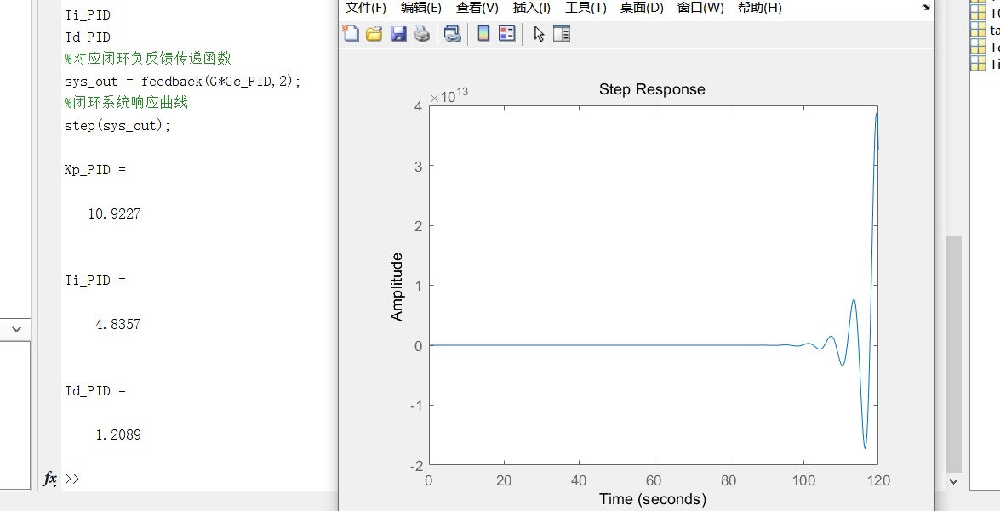 Ti_PID
Td_PID
%对应闭环负反馈传递函数
sys_out = feedback(G*Gc_PID,2);
%闭环系统响应曲线
step(sys_out);
Kp_PID =
10.9227
Ti_PID =
4.8357
Td_PID =
1.2089
fx >>
文件(F) 编辑(E) 查看(V) 插入(I) 工具(T) 桌面(D) 窗口(W) 帮助(H)
Step Response
×10^13
4
3
2
1
0
-1
-2
Amplitude
0 20 40 60 80 100 120
Time (seconds)
ta
Ti